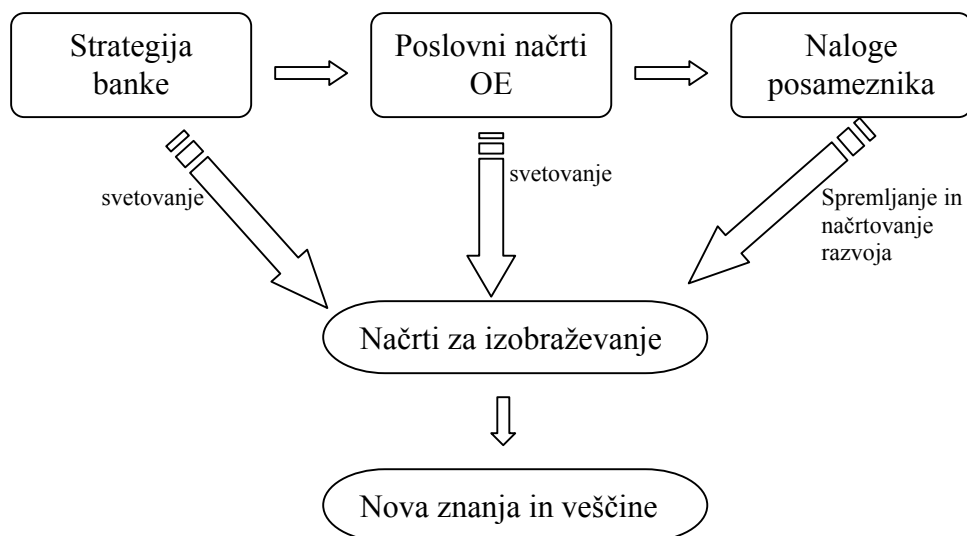 Strategija
banke
Poslovni načrti
OE
Naloge
posameznika
svetovanje
svetovanje
Spremljanje in
načrtovanje
razvoja
Načrti za izobraževanje
Nova znanja in veščine